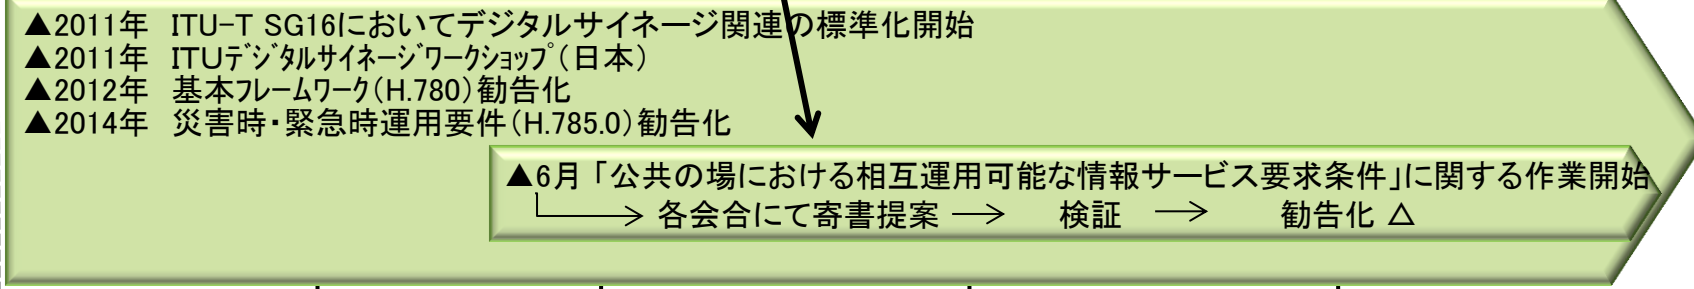 ▲2011年 ITU-T SG16においてデジタルサイネージ関連の標準化開始
▲2011年 ITUデジタルサイネージワークショップ(日本)
▲2012年 基本フレームワーク(H.780)勧告化
▲2014年 災害時・緊急時運用要件(H.785.0)勧告化
▲6月「公共の場における相互運用可能な情報サービス要求条件」に関する作業開始
各会合にて寄書提案 → 検証 → 勧告化 △